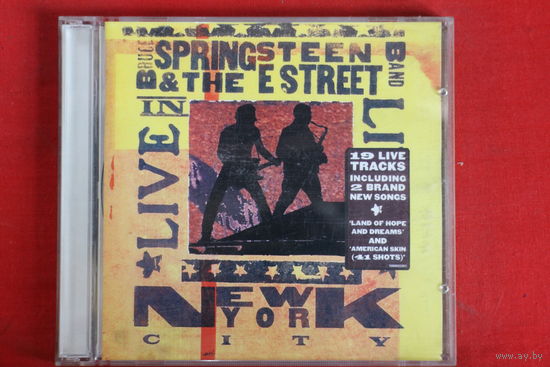 BRUCE SPRINGSTEEN
& THE E STREET BAND
LIVE IN
NEW YORK
CITY
LI
19 LIVE
TRACKS
INCLUDING
2 BRAND
NEW SONGS
'LAND OF HOPE
AND DREAMS'
AND
'AMERICAN SKIN
(41 SHOTS)'
www.ay.by